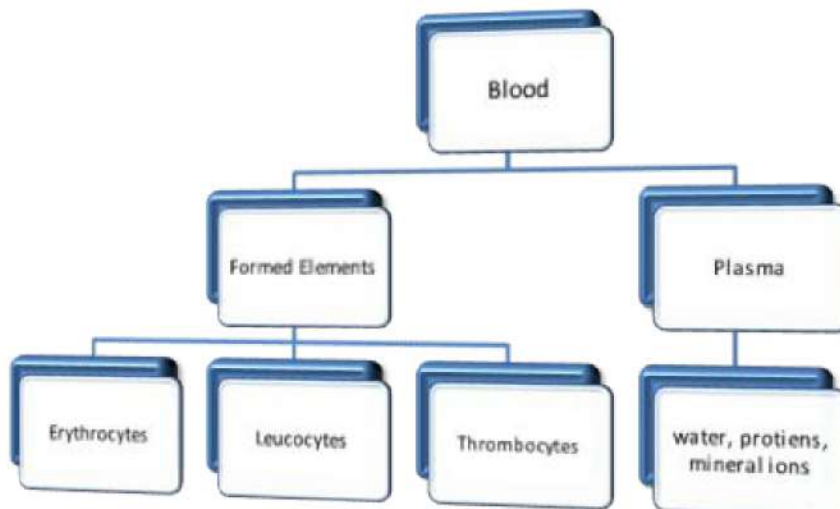 Blood
Formed Elements
Plasma
Erythrocytes
Leucocytes
Thrombocytes
water, protiens,
mineral ions